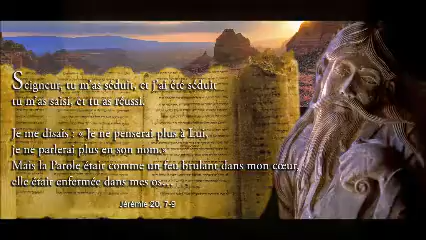 Seigneur, tu m'as séduit, et j'ai été séduit
tu m'as saisi, et tu as réussi.
Je me disais : « Je ne penserai plus à Lui,
je ne parlerai plus en son nom.»
Mais la Parole était comme un feu brulant dans mon cœur,
elle était enfermée dans mes os...
Jérémie 20, 7-9